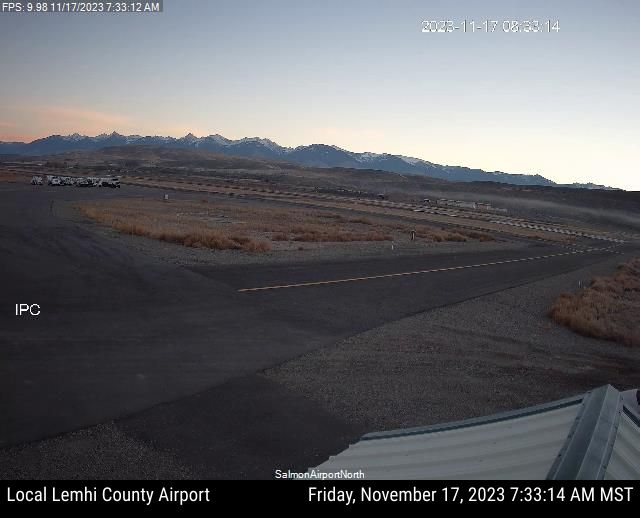 FPS: 9.98 11/17/2023 7:33:12 AM
2023-11-17 08:33:14
IPC
SalmonAirportNorth
Local Lemhi County Airport
Friday, November 17, 2023 7:33:14 AM MST